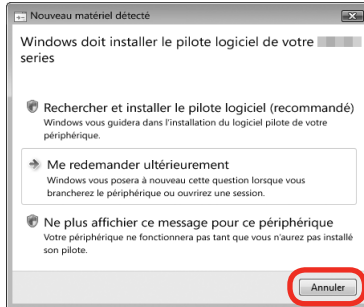 Nouveau matériel détecté
Windows doit installer le pilote logiciel de votre
series
Rechercher et installer le pilote logiciel (recommandé)
Windows vous guidera dans l'installation du logiciel pilote de votre
périphérique.
Me redemander ultérieurement
Windows vous posera à nouveau cette question lorsque vous
brancherez le périphérique ou ouvrirez une session.
Ne plus affichier ce message pour ce périphérique
Votre périphérique ne fonctionnera pas tant que vous n'aurez pas installé
son pilote.
Annuler